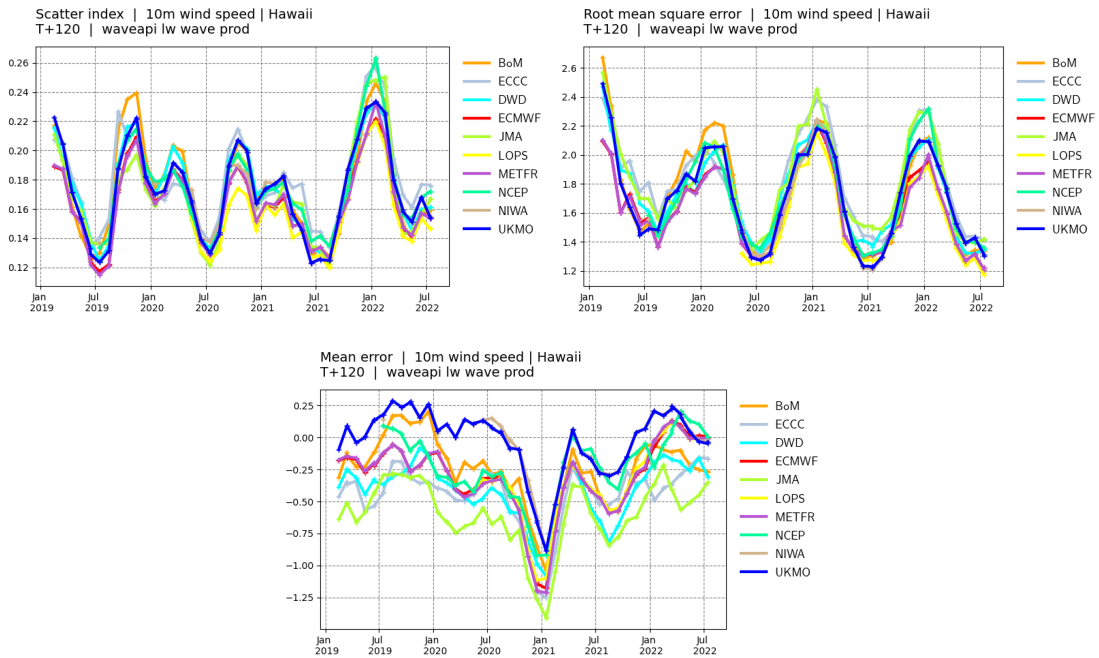 Scatter index | 10m wind speed | Hawaii
T+120 | waveapi lw wave prod
0.26
0.24
0.22
0.20
0.18
0.16
0.14
0.12
Jan 2019
Jul
Jan 2020
Jul
Jan 2021
Jul
Jan 2022
Jul 2022
BoM
ECCC
DWD
ECMWF
JMA
LOPS
METFR
NCEP
NIWA
UKMO
Root mean square error | 10m wind speed | Hawaii
T+120 | waveapi lw wave prod
2.6
2.4
2.2
2.0
1.8
1.6
1.4
1.2
Jan Jul Jan Jul Jan Jul Jan Jul
2019 2019 2020 2020 2021 2021 2022 2022
BoM
ECCC
DWD
ECMWF
JMA
LOPS
METFR
NCEP
NIWA
UKMO
Mean error | 10m wind speed | Hawaii
T+120 | waveapi lw wave prod
0.25
0.00
−0.25
−0.50
−0.75
−1.00
−1.25
Jan Jul Jan Jul Jan Jul Jan Jul
2019 2019 2020 2020 2021 2021 2022 2022
BoM
ECCC
DWD
ECMWF
JMA
LOPS
METFR
NCEP
NIWA
UKMO